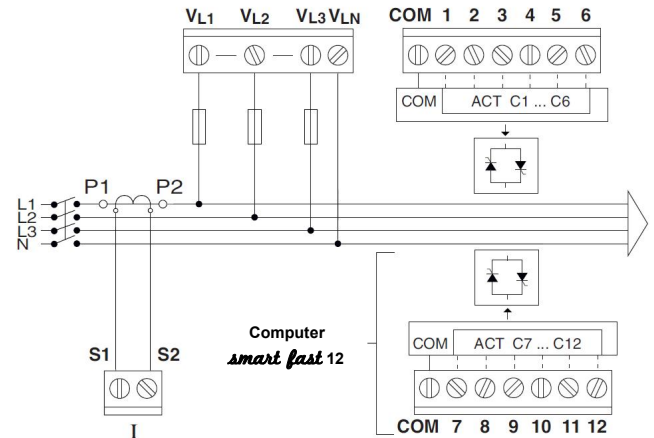 VL1 VL2 VL3 VLN
COM 1 2 3 4 5 6
COM ACT C1 ... C6
P1 P2
L1
L2
L3
N
S1 S2
I
Computer
smart fast 12
COM ACT C7 ... C12
COM 7 8 9 10 11 12